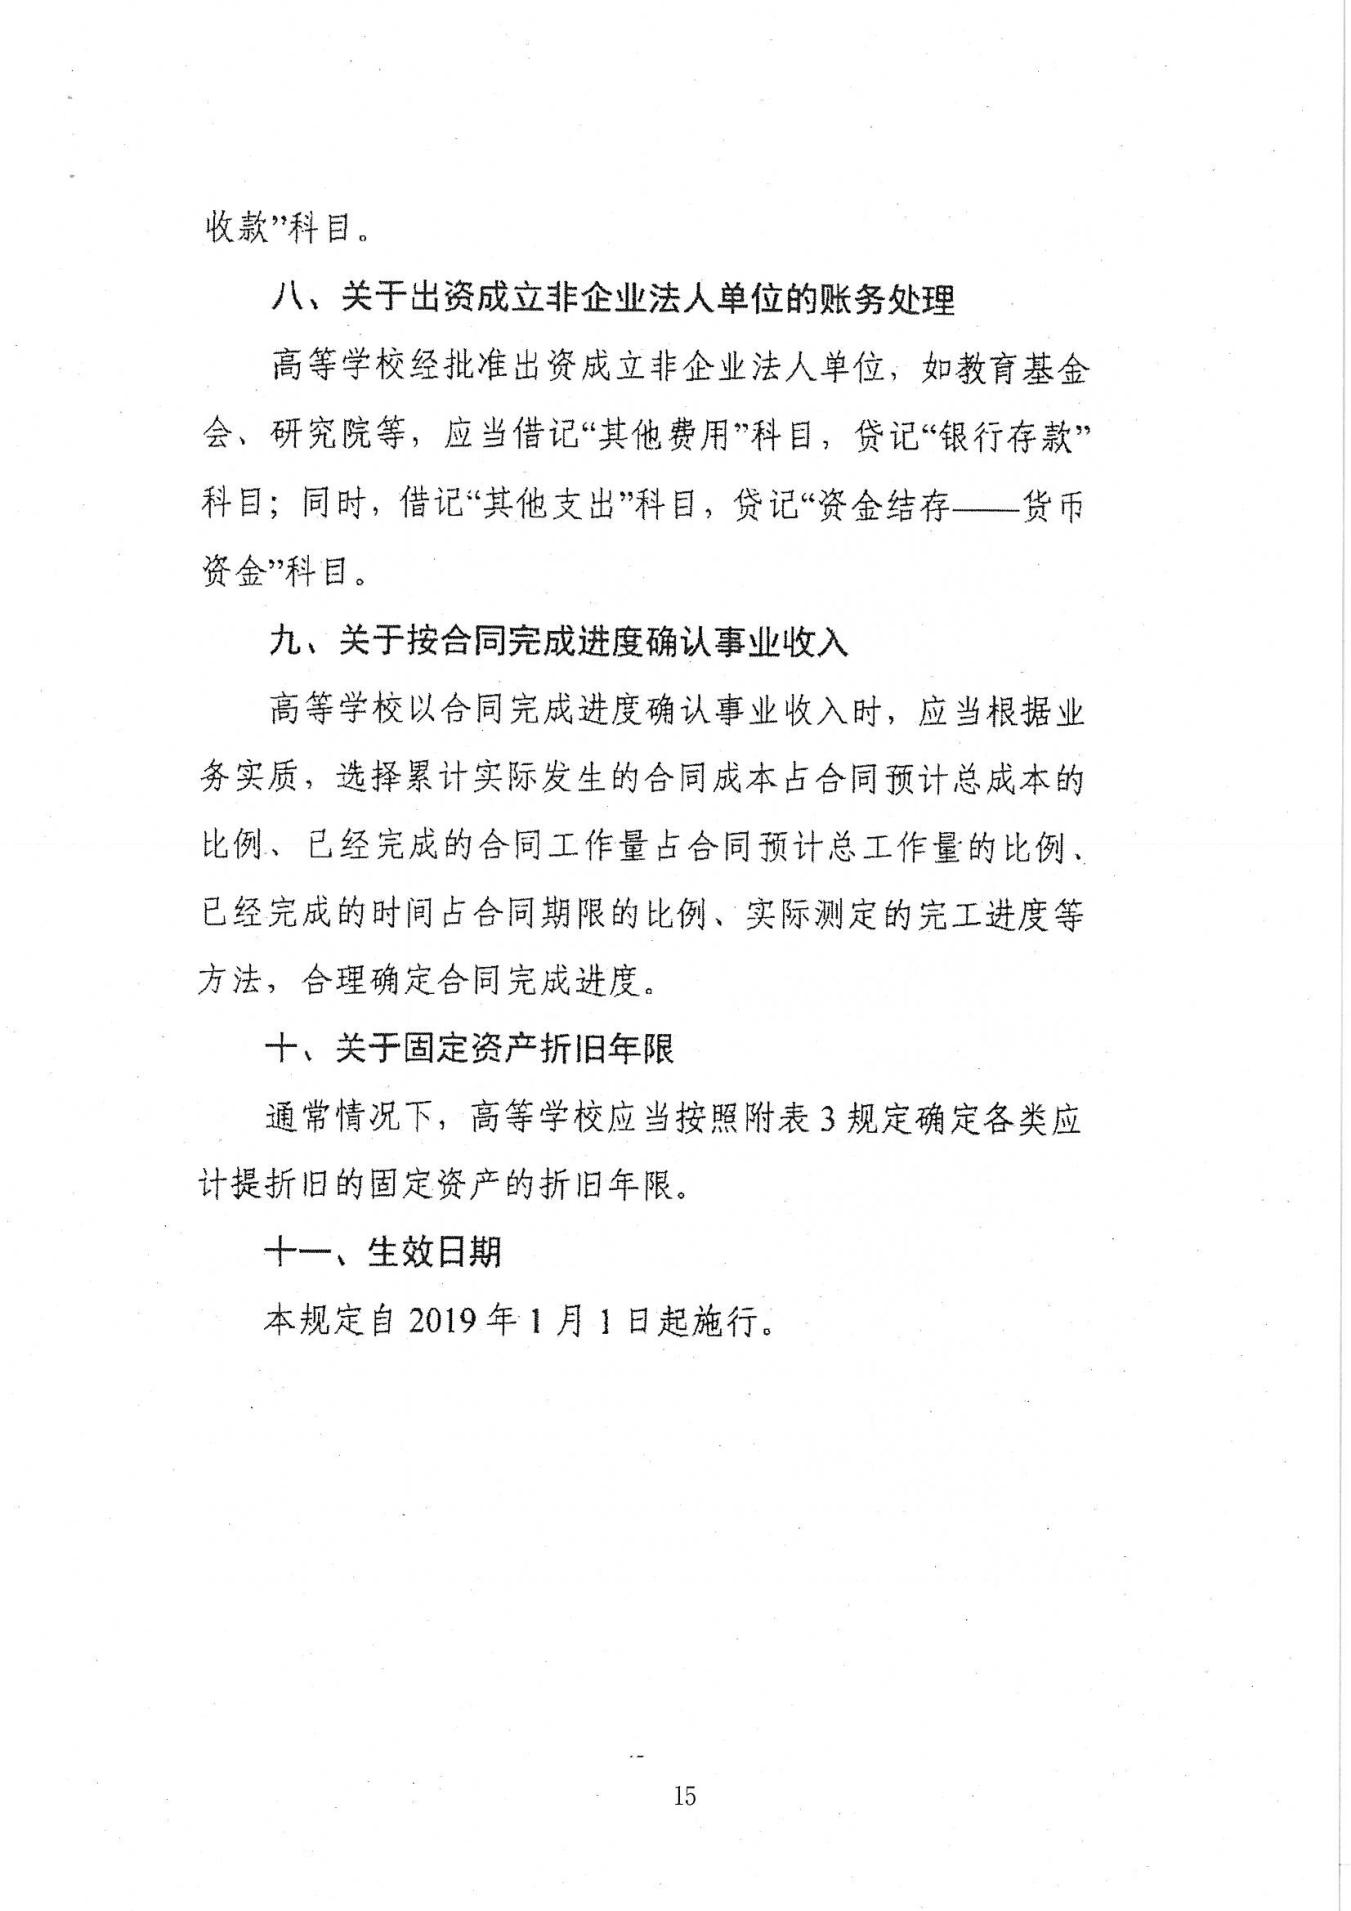 收款”科目。
八、关于出资成立非企业法人单位的账务处理
高等学校经批准出资成立非企业法人单位，如教育基金
会、研究院等，应当借记“其他费用”科目，贷记“银行存款”
科目；同时，借记“其他支出”科目，贷记“资金结存——货币
资金”科目。
九、关于按合同完成进度确认事业收入
高等学校以合同完成进度确认事业收入时，应当根据业
务实质，选择累计实际发生的合同成本占合同预计总成本的
比例、已经完成的合同工作量占合同预计总工作量的比例、
已经完成的时间占合同期限的比例、实际测定的完工进度等
方法，合理确定合同完成进度。
十、关于固定资产折旧年限
通常情况下，高等学校应当按照附表 3 规定确定各类应
计提折旧的固定资产的折旧年限。
十一、生效日期
本规定自 2019 年 1 月 1 日起施行。
15